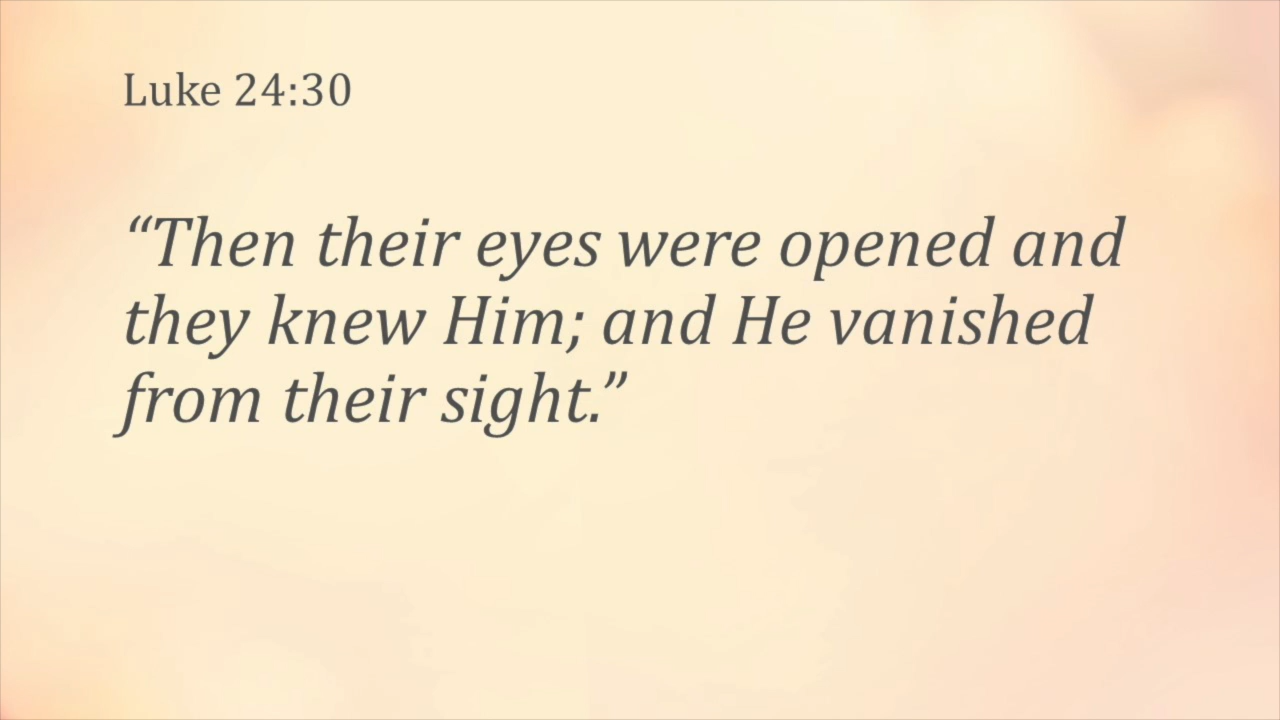 Luke 24:30
“Then their eyes were opened and
they knew Him; and He vanished
from their sight.”